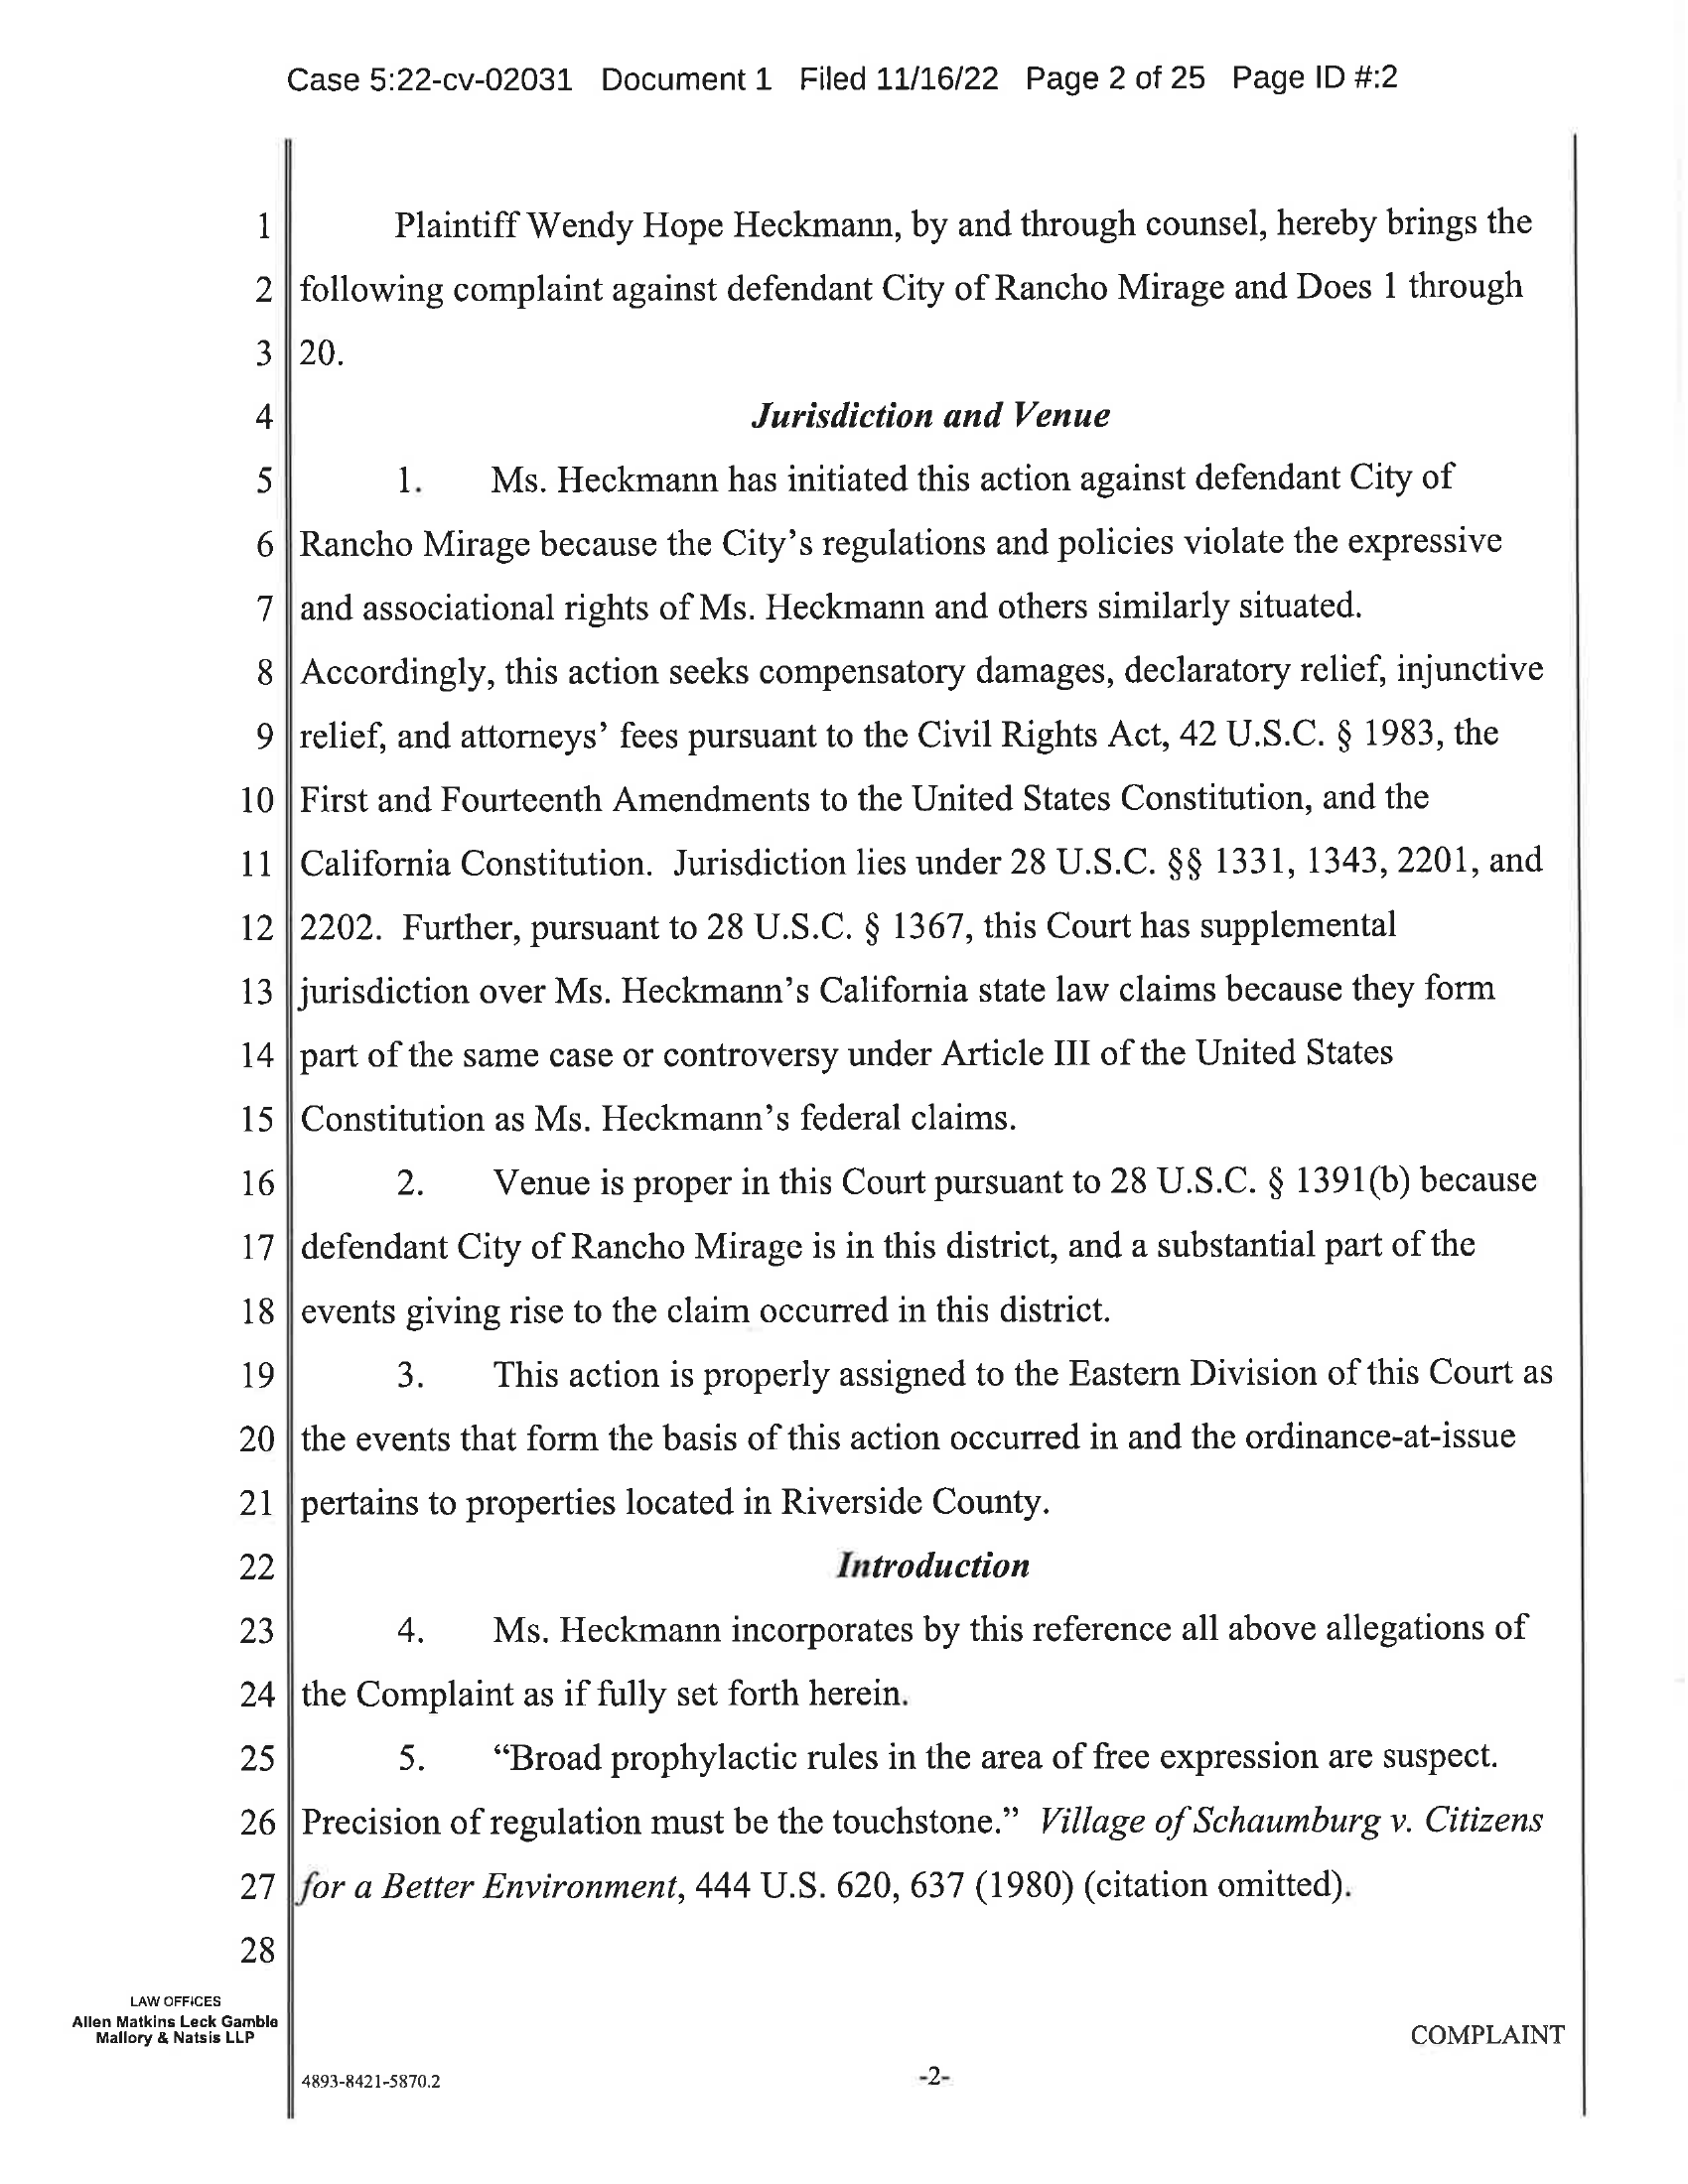 Case 5:22-cv-02031 Document 1 Filed 11/16/22 Page 2 of 25 Page ID #:2
1 Plaintiff Wendy Hope Heckmann, by and through counsel, hereby brings the
2 following complaint against defendant City of Rancho Mirage and Does 1 through
3 20.
4 Jurisdiction and Venue
5 1. Ms. Heckmann has initiated this action against defendant City of
6 Rancho Mirage because the City's regulations and policies violate the expressive
7 and associational rights of Ms. Heckmann and others similarly situated.
8 Accordingly, this action seeks compensatory damages, declaratory relief, injunctive
9 relief, and attorneys' fees pursuant to the Civil Rights Act, 42 U.S.C. § 1983, the
10 First and Fourteenth Amendments to the United States Constitution, and the
11 California Constitution. Jurisdiction lies under 28 U.S.C. §§ 1331, 1343, 2201, and
12 2202. Further, pursuant to 28 U.S.C. § 1367, this Court has supplemental
13 jurisdiction over Ms. Heckmann's California state law claims because they form
14 part of the same case or controversy under Article III of the United States
15 Constitution as Ms. Heckmann's federal claims.
16 2. Venue is proper in this Court pursuant to 28 U.S.C. § 1391(b) because
17 defendant City of Rancho Mirage is in this district, and a substantial part of the
18 events giving rise to the claim occurred in this district.
19 3. This action is properly assigned to the Eastern Division of this Court as
20 the events that form the basis of this action occurred in and the ordinance-at-issue
21 pertains to properties located in Riverside County.
22 Introduction
23 4. Ms. Heckmann incorporates by this reference all above allegations of
24 the Complaint as if fully set forth herein.
25 5. “Broad prophylactic rules in the area of free expression are suspect.
26 Precision of regulation must be the touchstone.” Village of Schaumburg v. Citizens
27 for a Better Environment, 444 U.S. 620, 637 (1980) (citation omitted).
28
LAW OFFICES
Allen Matkins Leck Gamble
Mallory & Natsis LLP
COMPLAINT
4893-8421-5870.2
-2-